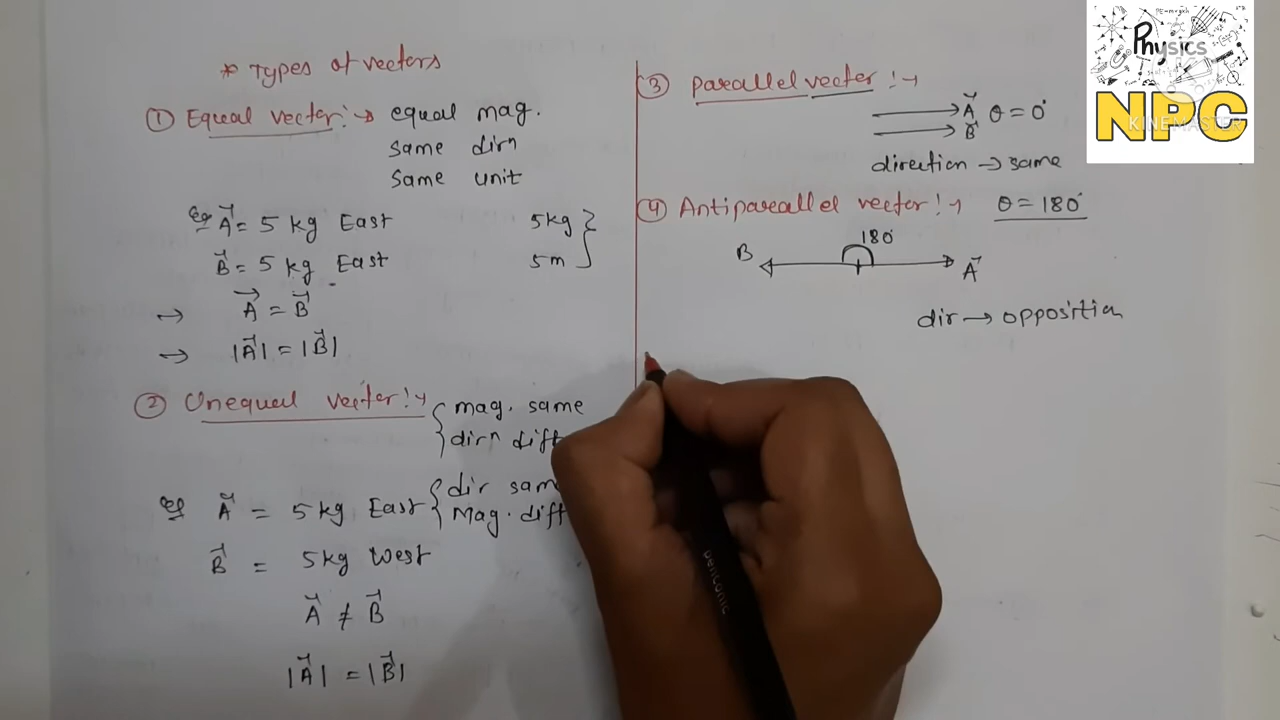 * Types of vectors
① Equal vector :→ equal mag.
same dirn
same unit
Eg A⃗ = 5 kg East 5kg }
B⃗ = 5 kg East 5m
→ A⃗ = B⃗
→ |A⃗| = |B⃗|
② Unequal vector :→ { mag. same
dirn diff
{ dir same
Mag. diff
eg A⃗ = 5 kg East
B⃗ = 5kg West
A⃗ ≠ B⃗
|A⃗| = |B⃗|
③ parallel vector :→
A⃗ θ = 0°
B⃗
direction → same
④ Antiparallel vector :→ θ = 180°
180°
B A⃗
dir → opposition
Physics
NPC
KINEMASTER
pentonic